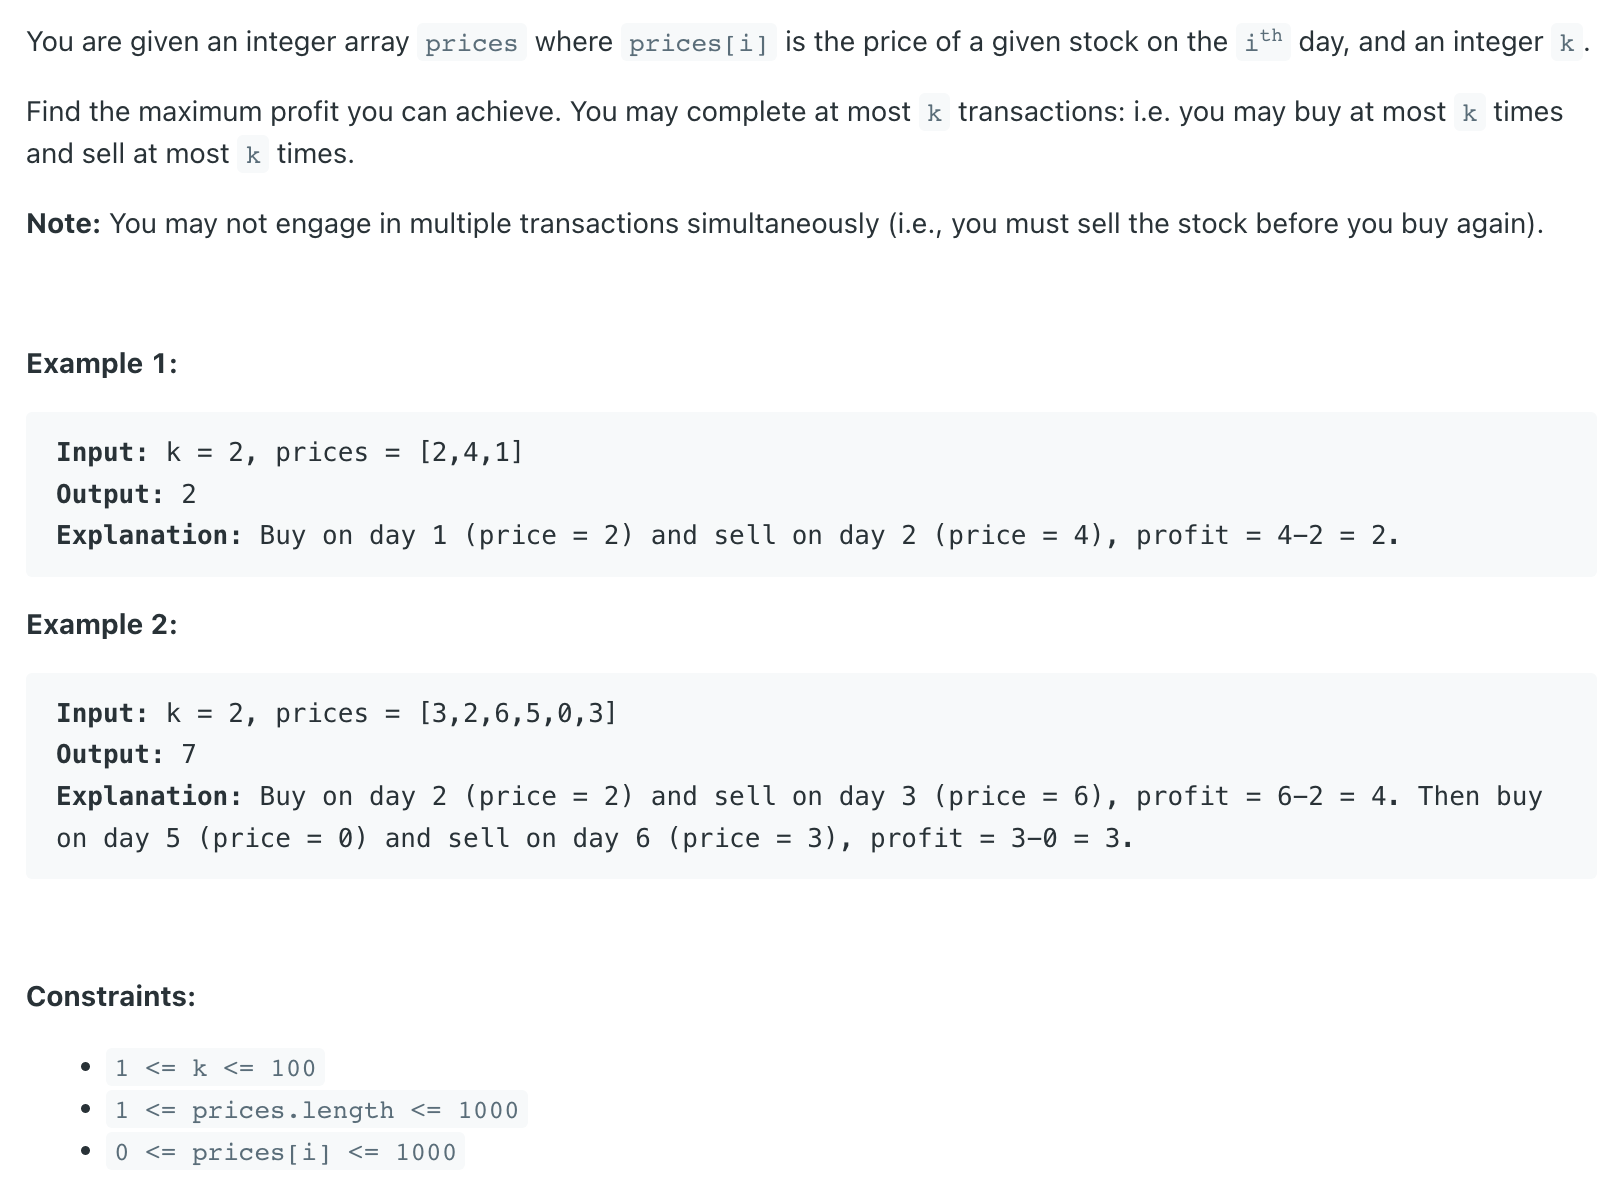 You are given an integer array prices where prices[i] is the price of a given stock on the ith day, and an integer k.
Find the maximum profit you can achieve. You may complete at most k transactions: i.e. you may buy at most k times
and sell at most k times.
Note: You may not engage in multiple transactions simultaneously (i.e., you must sell the stock before you buy again).
Example 1:
Input: k = 2, prices = [2,4,1]
Output: 2
Explanation: Buy on day 1 (price = 2) and sell on day 2 (price = 4), profit = 4-2 = 2.
Example 2:
Input: k = 2, prices = [3,2,6,5,0,3]
Output: 7
Explanation: Buy on day 2 (price = 2) and sell on day 3 (price = 6), profit = 6-2 = 4. Then buy
on day 5 (price = 0) and sell on day 6 (price = 3), profit = 3-0 = 3.
Constraints:
• 1 <= k <= 100
• 1 <= prices.length <= 1000
• 0 <= prices[i] <= 1000